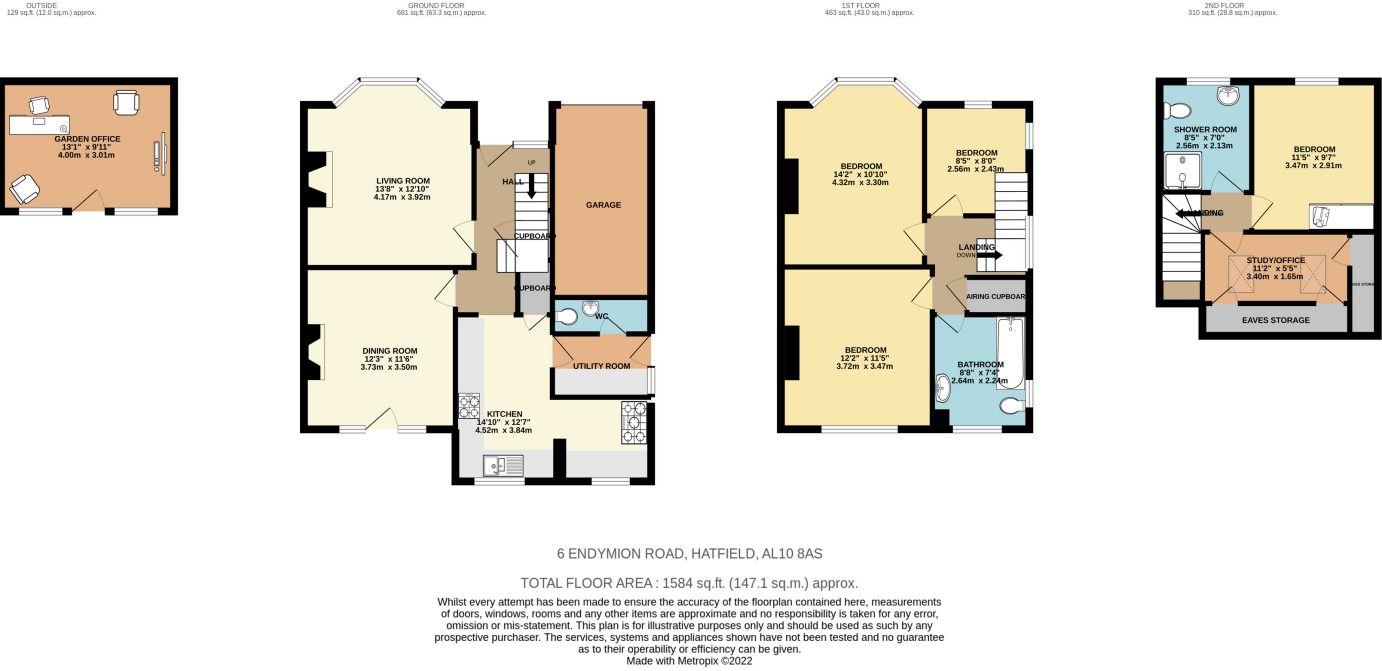 OUTSIDE
129 sq.ft. (12.0 sq.m.) approx.
GROUND FLOOR
681 sq.ft. (63.3 sq.m.) approx.
1ST FLOOR
463 sq.ft. (43.0 sq.m.) approx.
2ND FLOOR
310 sq.ft. (28.8 sq.m.) approx.
GARDEN OFFICE
13'1" x 9'11"
4.00m x 3.01m
LIVING ROOM
13'8" x 12'10"
4.17m x 3.92m
UP
HALL
CUPBOARD
CUPBOARD
GARAGE
WC
UTILITY ROOM
DINING ROOM
12'3" x 11'6"
3.73m x 3.50m
KITCHEN
14'10" x 12'7"
4.52m x 3.84m
BEDROOM
14'2" x 10'10"
4.32m x 3.30m
BEDROOM
8'5" x 8'0"
2.56m x 2.43m
LANDING
DOWN
AIRING CUPBOARD
BEDROOM
12'2" x 11'5"
3.72m x 3.47m
BATHROOM
8'8" x 7'4"
2.64m x 2.24m
SHOWER ROOM
8'5" x 7'0"
2.56m x 2.13m
BEDROOM
11'5" x 9'7"
3.47m x 2.91m
LANDING
STUDY/OFFICE
11'2" x 5'5"
3.40m x 1.65m
EAVES STORAGE
EAVES STORAGE
6 ENDYMION ROAD, HATFIELD, AL10 8AS
TOTAL FLOOR AREA : 1584 sq.ft. (147.1 sq.m.) approx.
Whilst every attempt has been made to ensure the accuracy of the floorplan contained here, measurements
of doors, windows, rooms and any other items are approximate and no responsibility is taken for any error,
omission or mis-statement. This plan is for illustrative purposes only and should be used as such by any
prospective purchaser. The services, systems and appliances shown have not been tested and no guarantee
as to their operability or efficiency can be given.
Made with Metropix ©2022